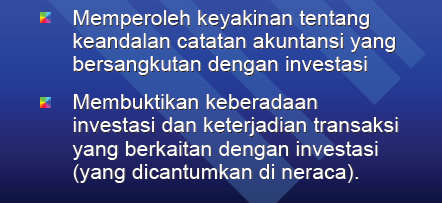 Memperoleh keyakinan tentang
keandalan catatan akuntansi yang
bersangkutan dengan investasi
Membuktikan keberadaan
investasi dan keterjadian transaksi
yang berkaitan dengan investasi
(yang dicantumkan di neraca).